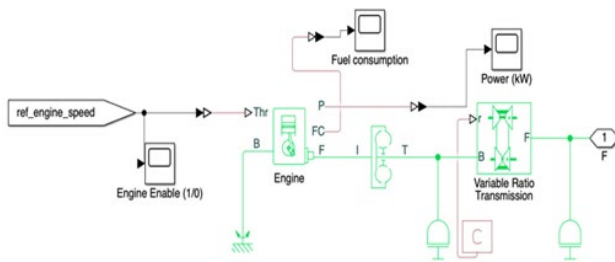 Fuel consumption
Power (kW)
ref_engine_speed
Thr
P
FC
B
F
I
T
r
B
F
1
F
Engine Enable (1/0)
Engine
C
Variable Ratio
Transmission